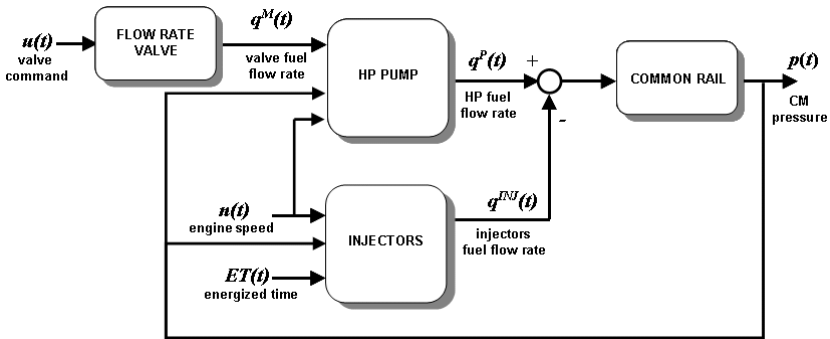 u(t)
valve
command
FLOW RATE
VALVE
q^M(t)
valve fuel
flow rate
HP PUMP
q^P(t)
HP fuel
flow rate
+
-
COMMON RAIL
p(t)
CM
pressure
n(t)
engine speed
ET(t)
energized time
INJECTORS
q^INJ(t)
injectors
fuel flow rate